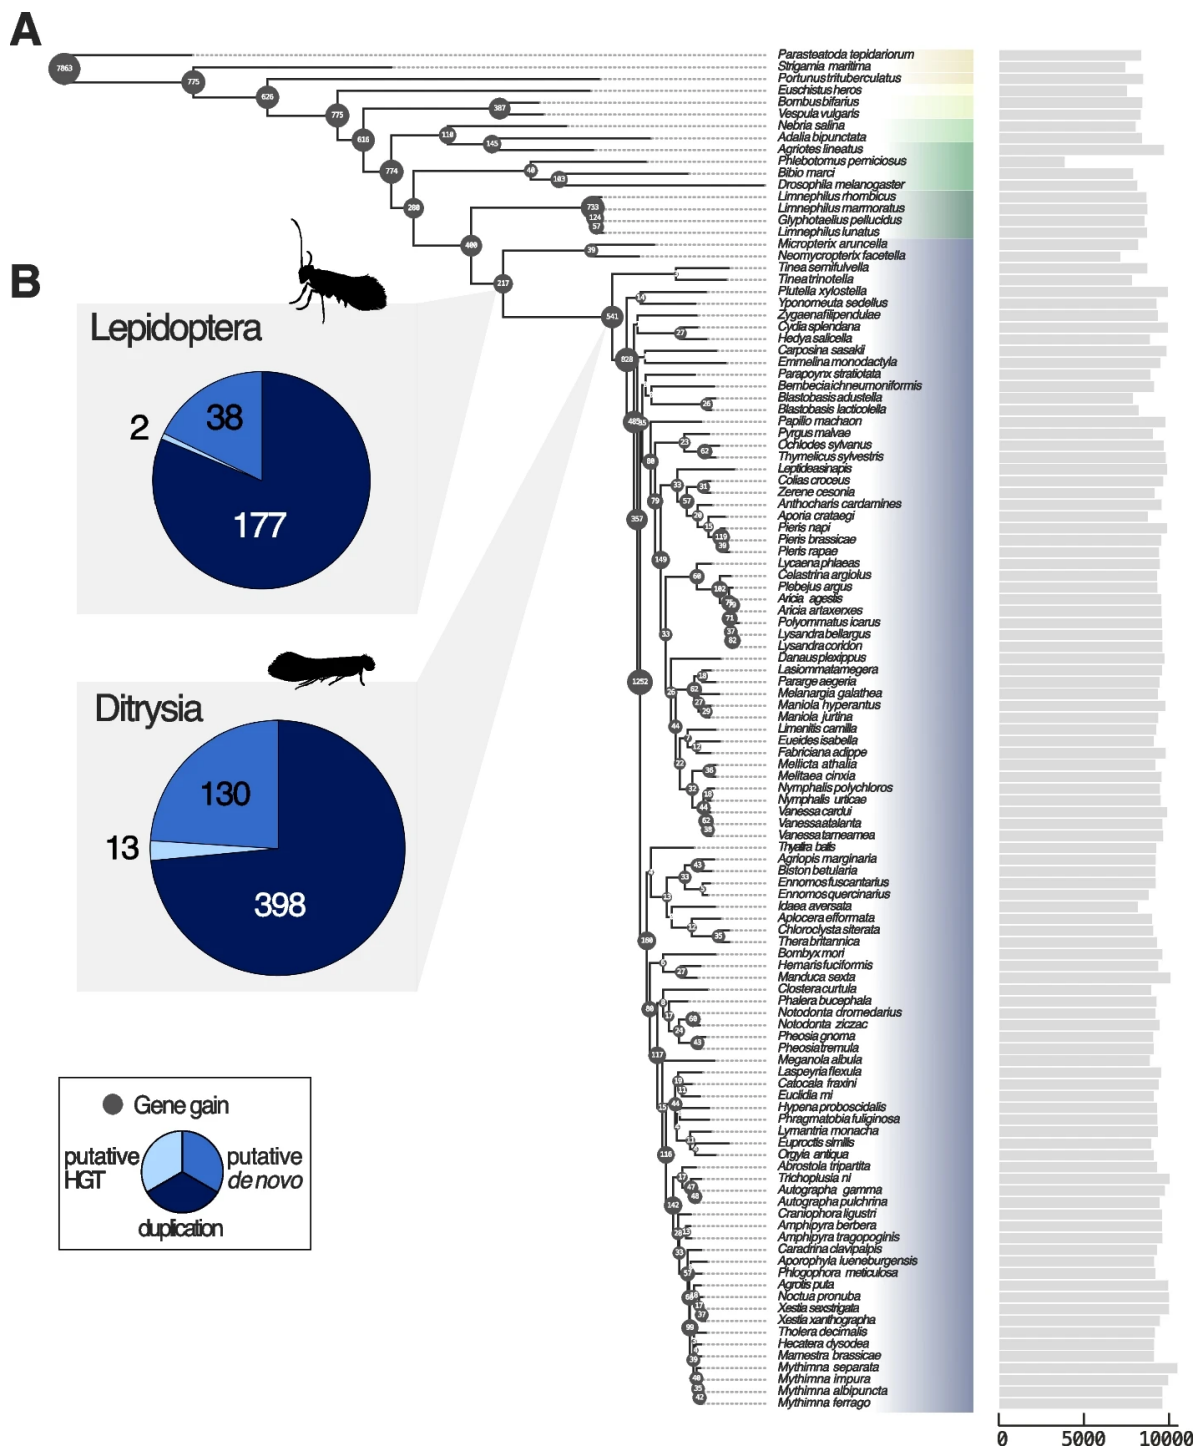 A
Parasteatoda tepidariorum
Strigamia maritima
Portunus trituberculatus
Euschistus heros
Bombus bifarius
Vespula vulgaris
Nebria salina
Adalia bipunctata
Agriotes lineatus
Phlebotomus perniciosus
Bibio marci
Drosophila melanogaster
Limnephilus rhombicus
Limnephilus marmoratus
Glyphotaelius pellucidus
Limnephilus lunatus
Micropterix aruncella
Neomycropterix facetella
Tinea semifulvella
Tinea trinotella
Plutella xylostella
Yponomeuta sedellus
Zygaena filipendulae
Cydia splendana
Hedya salicella
Carposina sasakii
Emmelina monodactyla
Parapoynx stratiotata
Bembecia ichneumoniformis
Blastobasis adustella
Blastobasis lacticolella
Papilio machaon
Pyrgus malvae
Ochlodes sylvanus
Thymelicus sylvestris
Leptidea sinapis
Colias croceus
Zerene cesonia
Anthocharis cardamines
Aporia crataegi
Pieris napi
Pieris brassicae
Pieris rapae
Lycaena phlaeas
Celastrina argiolus
Plebejus argus
Aricia agestis
Aricia artaxerxes
Polyommatus icarus
Lysandra bellargus
Lysandra coridon
Danaus plexippus
Lasiommata megera
Pararge aegeria
Melanargia galathea
Maniola hyperantus
Maniola jurtina
Limenitis camilla
Eueides isabella
Fabriciana adippe
Mellicta athalia
Melitaea cinxia
Nymphalis polychloros
Nymphalis urticae
Vanessa cardui
Vanessa atalanta
Vanessa tameamea
Thyatira batis
Agriopis marginaria
Biston betularia
Ennomos fuscantarius
Ennomos quercinarius
Idaea aversata
Aplocera efformata
Chloroclysta siterata
Thera britannica
Bombyx mori
Hemaris fuciformis
Manduca sexta
Clostera curtula
Phalera bucephala
Notodonta dromedarius
Notodonta ziczac
Pheosia gnoma
Pheosia tremula
Meganola albula
Laspeyria flexula
Catocala fraxini
Euclidia mi
Hypena proboscidalis
Phragmatobia fuliginosa
Lymantria monacha
Euproctis similis
Orgyia antiqua
Abrostola tripartita
Trichoplusia ni
Autographa gamma
Autographa pulchrina
Craniophora ligustri
Amphipyra berbera
Amphipyra tragopoginis
Caradrina clavipalpis
Aporophyla lueneburgensis
Phlogophora meticulosa
Agrotis puta
Noctua pronuba
Xestia sexstrigata
Xestia xanthographa
Tholera decimalis
Hecatera dysodea
Mamestra brassicae
Mythimna separata
Mythimna impura
Mythimna albipuncta
Mythimna ferrago
7863
775
626
775
387
616
110
145
774
40
103
280
733
124
57
400
39
217
541
828
357
1252
180
80
117
116
142
149
79
80
33
B
Lepidoptera
2
38
177
Ditrysia
130
13
398
Gene gain
putative HGT
putative de novo
duplication
0 5000 10000